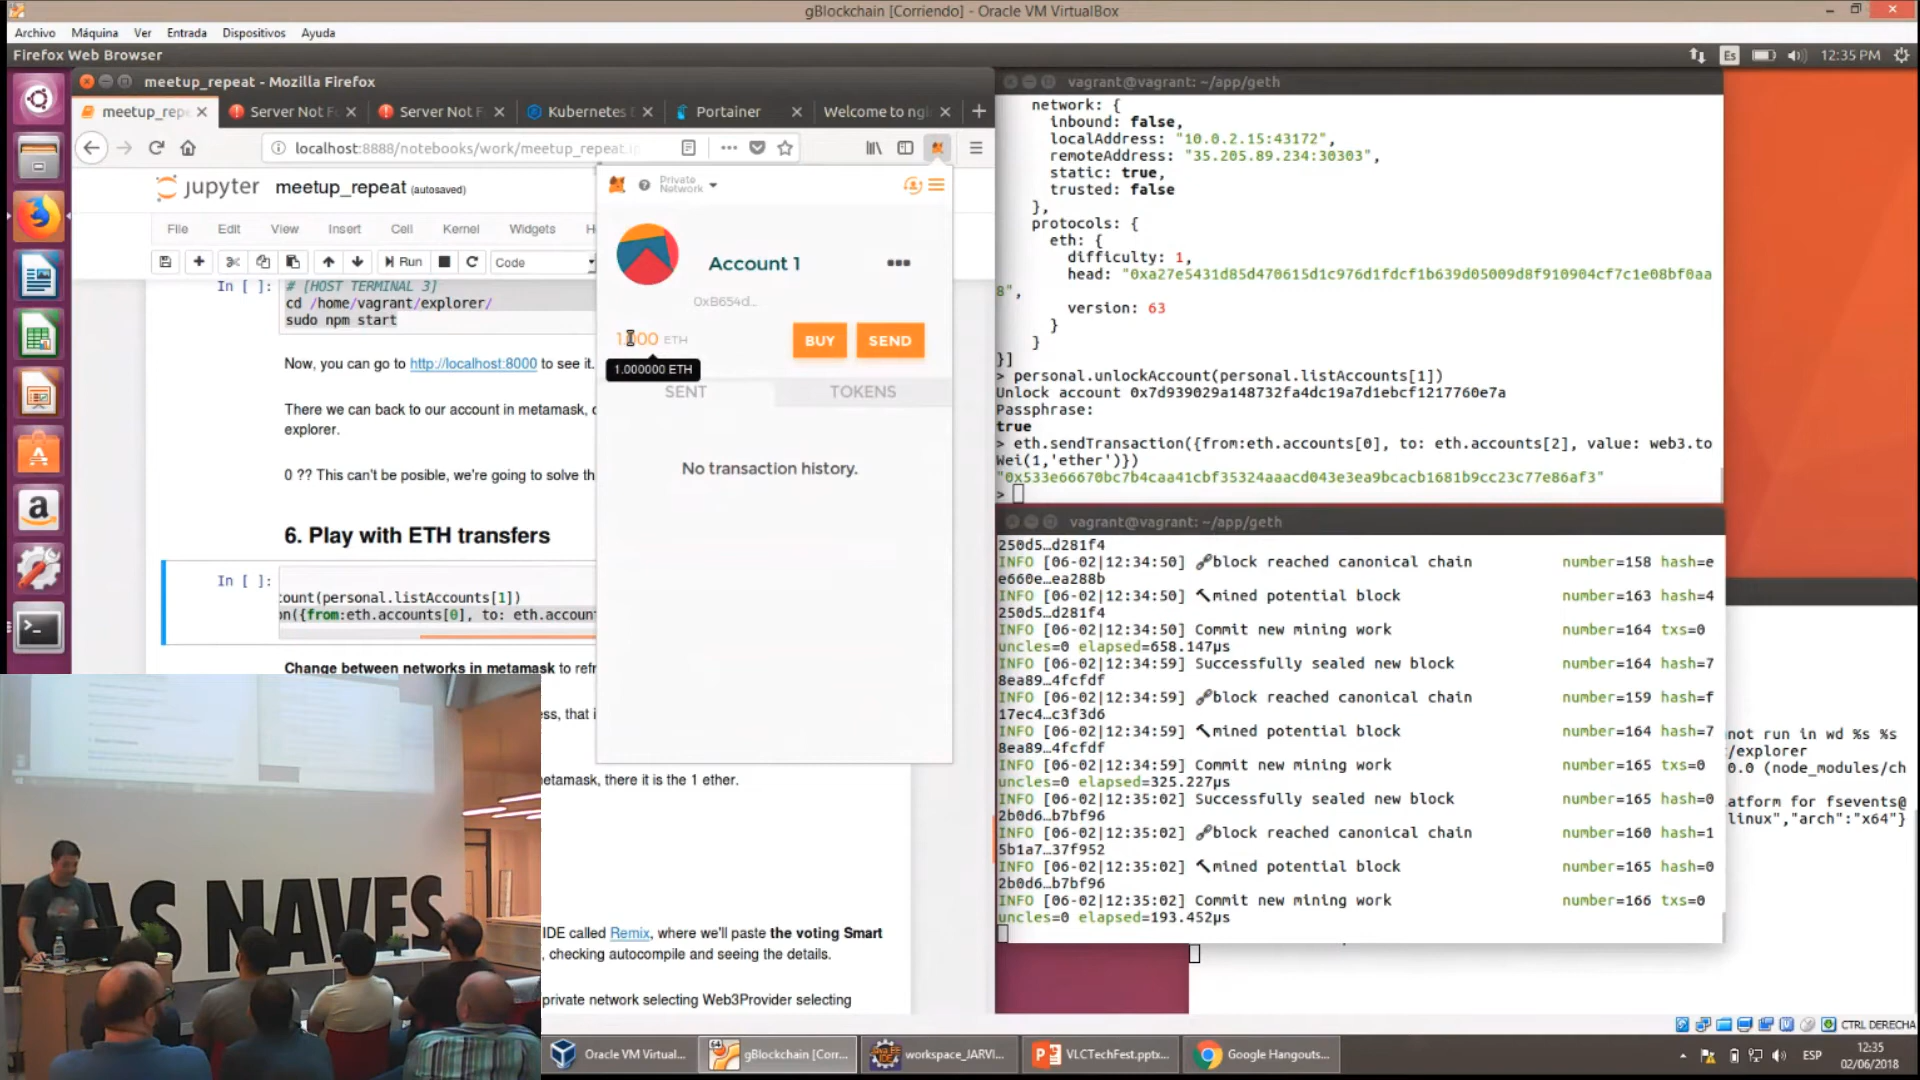 gBlockchain [Corriendo] - Oracle VM VirtualBox
Archivo Máquina Ver Entrada Dispositivos Ayuda
Firefox Web Browser
Es
12:35 PM
meetup_repeat - Mozilla Firefox
meetup_repe
Server Not F
Server Not F
Kubernetes
Portainer
Welcome to ngi
localhost:8888/notebooks/work/meetup_repeat.i
jupyter meetup_repeat (autosaved)
File Edit View Insert Cell Kernel Widgets H
Run
Code
In [ ]:
# [HOST TERMINAL 3]
cd /home/vagrant/explorer/
sudo npm start
Now, you can go to http://localhost:8000 to see it.
There we can back to our account in metamask,
explorer.
0 ?? This can't be posible, we're going to solve th
6. Play with ETH transfers
In [ ]:
count(personal.listAccounts[1])
on({from:eth.accounts[0], to: eth.accoun
Change between networks in metamask to refr
ess, that i
etamask, there it is the 1 ether.
IDE called Remix, where we'll paste the voting Smart
, checking autocompile and seeing the details.
private network selecting Web3Provider selecting
Private
Network
Account 1
0xB654d...
ETH
BUY
SEND
1.000000 ETH
SENT
TOKENS
No transaction history.
vagrant@vagrant: ~/app/geth
network: {
inbound: false,
localAddress: "10.0.2.15:43172",
remoteAddress: "35.205.89.234:30303",
static: true,
trusted: false
},
protocols: {
eth: {
difficulty: 1,
head: "0xa27e5431d85d470615d1c976d1fdcf1b639d05009d8f910904cf7c1e08bf0aa
8",
version: 63
}
}
}]
> personal.unlockAccount(personal.listAccounts[1])
Unlock account 0x7d939029a148732fa4dc19a7d1ebcf1217760e7a
Passphrase:
true
> eth.sendTransaction({from:eth.accounts[0], to: eth.accounts[2], value: web3.to
Wei(1,'ether')})
"0x533e66670bc7b4caa41cbf35324aaacd043e3ea9bcacb1681b9cc23c77e86af3"
>
vagrant@vagrant: ~/app/geth
250d5…d281f4
INFO [06-02|12:34:50] 🔗block reached canonical chain number=158 hash=e
e660e…ea288b
INFO [06-02|12:34:50] 🔨mined potential block number=163 hash=4
250d5…d281f4
INFO [06-02|12:34:50] Commit new mining work number=164 txs=0
uncles=0 elapsed=658.147µs
INFO [06-02|12:34:59] Successfully sealed new block number=164 hash=7
8ea89…4fcfdf
INFO [06-02|12:34:59] 🔗block reached canonical chain number=159 hash=f
17ec4…c3f3d6
INFO [06-02|12:34:59] 🔨mined potential block number=164 hash=7
8ea89…4fcfdf
INFO [06-02|12:34:59] Commit new mining work number=165 txs=0
uncles=0 elapsed=325.227µs
INFO [06-02|12:35:02] Successfully sealed new block number=165 hash=0
2b0d6…b7bf96
INFO [06-02|12:35:02] 🔗block reached canonical chain number=160 hash=1
5b1a7…37f952
INFO [06-02|12:35:02] 🔨mined potential block number=165 hash=0
2b0d6…b7bf96
INFO [06-02|12:35:02] Commit new mining work number=166 txs=0
uncles=0 elapsed=193.452µs
not run in wd %s %s
/explorer
0.0 (node_modules/ch
atform for fsevents@
linux","arch":"x64"}
AS NAVES
CTRL DERECHA
Oracle VM Virtual...
gBlockchain [Corr...
workspace_JARVI...
VLCTechFest.pptx...
Google Hangouts...
ESP
12:35
02/06/2018